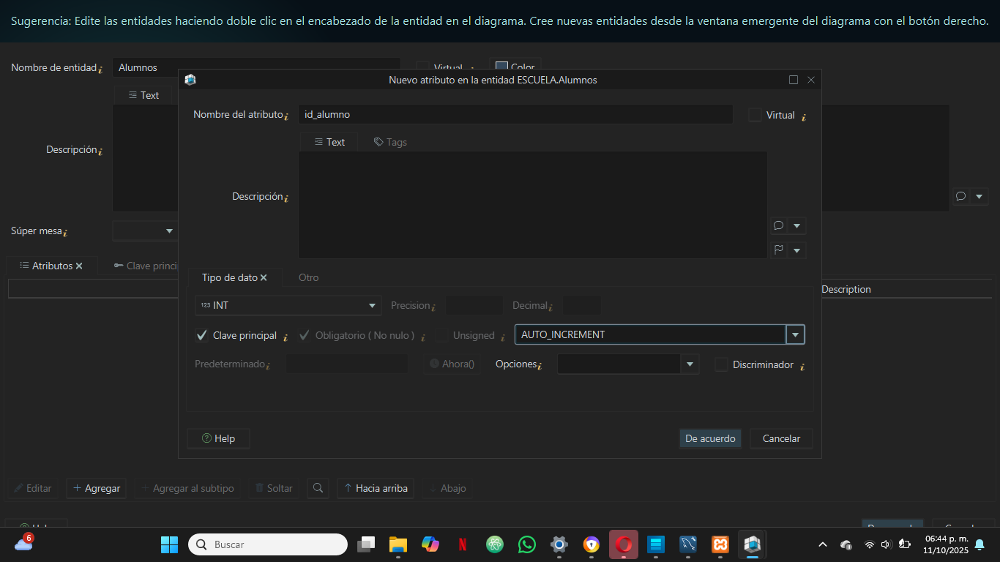 Sugerencia: Edite las entidades haciendo doble clic en el encabezado de la entidad en el diagrama. Cree nuevas entidades desde la ventana emergente del diagrama con el botón derecho.
Nombre de entidad Alumnos Virtual Color
Nuevo atributo en la entidad ESCUELA.Alumnos
Text
Nombre del atributo id_alumno Virtual
Text Tags
Descripción
Descripción
Súper mesa
Atributos Clave princi
Tipo de dato Otro
Description
123 INT Precision Decimal
Clave principal Obligatorio ( No nulo ) Unsigned AUTO_INCREMENT
Predeterminado Ahora() Opciones Discriminador
Help De acuerdo Cancelar
Editar Agregar Agregar al subtipo Soltar Hacia arriba Abajo
6
Buscar
06:44 p. m.
11/10/2025